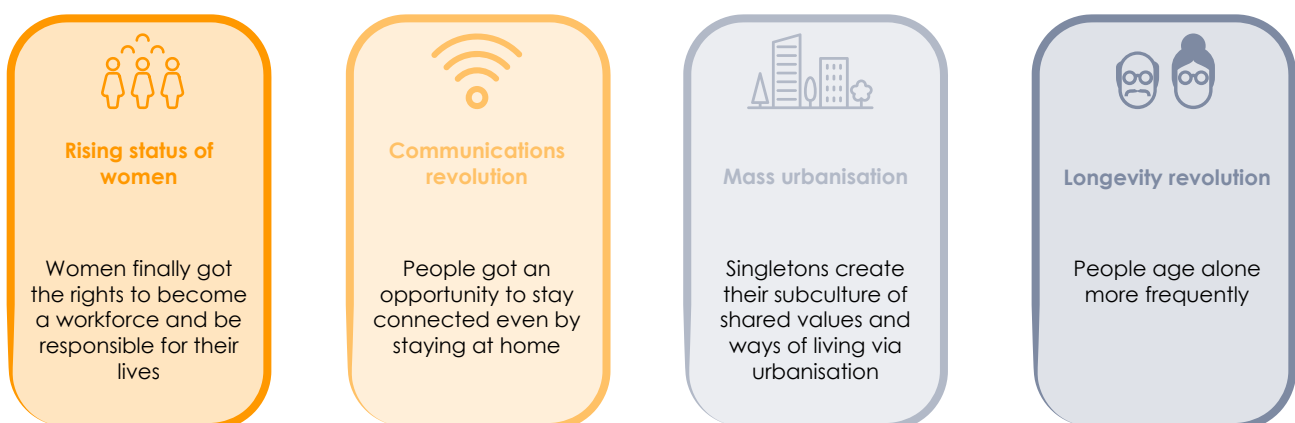 Rising status of
women
Women finally got
the rights to become
a workforce and be
responsible for their
lives
Communications
revolution
People got an
opportunity to stay
connected even by
staying at home
Mass urbanisation
Singletons create
their subculture of
shared values and
ways of living via
urbanisation
Longevity revolution
People age alone
more frequently